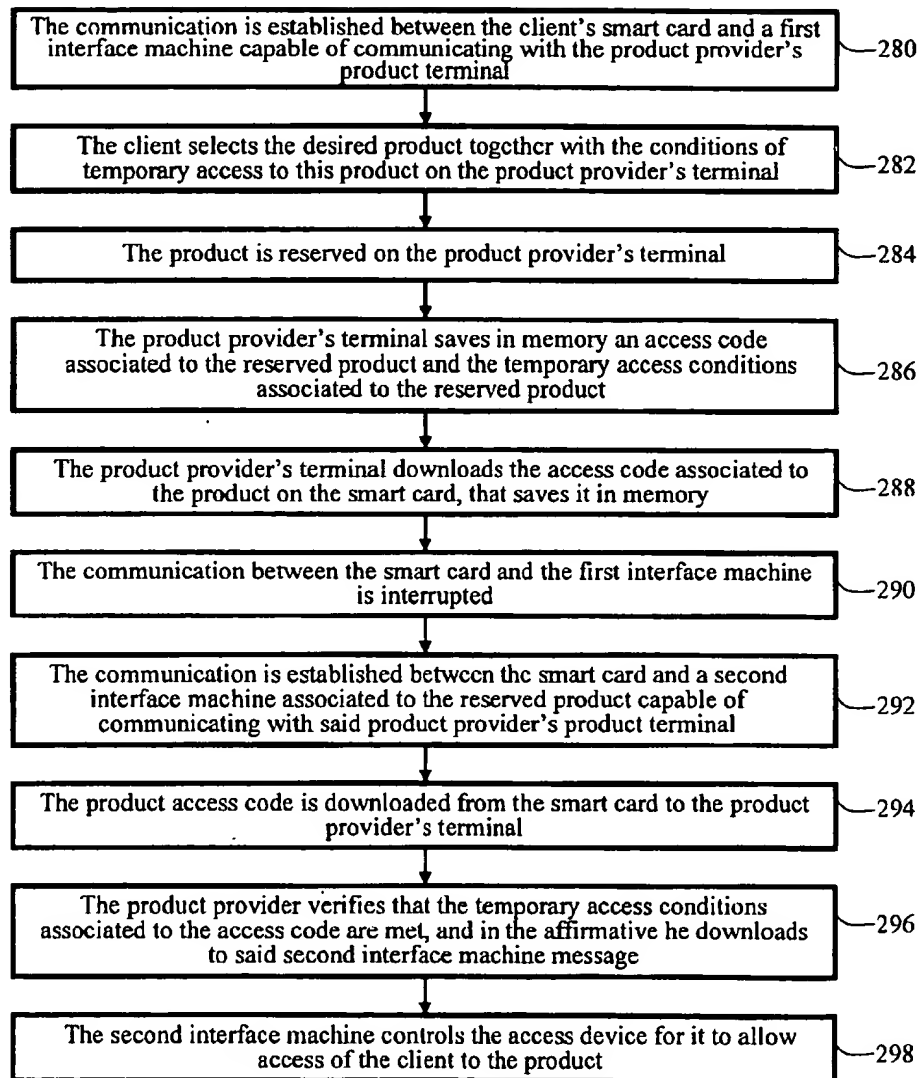 The communication is established between the client's smart card and a first
interface machine capable of communicating with the product provider's
product terminal
280
The client selects the desired product together with the conditions of
temporary access to this product on the product provider's terminal
282
The product is reserved on the product provider's terminal
284
The product provider's terminal saves in memory an access code
associated to the reserved product and the temporary access conditions
associated to the reserved product
286
The product provider's terminal downloads the access code associated to
the product on the smart card, that saves it in memory
288
The communication between the smart card and the first interface machine
is interrupted
290
The communication is established between the smart card and a second
interface machine associated to the reserved product capable of
communicating with said product provider's product terminal
292
The product access code is downloaded from the smart card to the product
provider's terminal
294
The product provider verifies that the temporary access conditions
associated to the access code are met, and in the affirmative he downloads
to said second interface machine message
296
The second interface machine controls the access device for it to allow
access of the client to the product
298